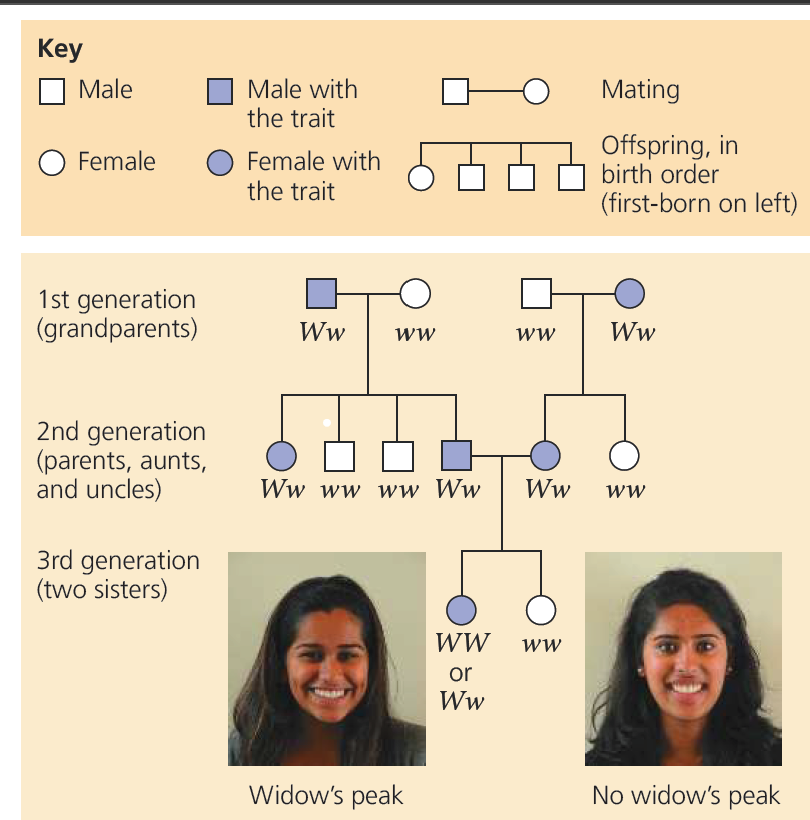 Key
Male
Male with
the trait
Mating
Female
Female with
the trait
Offspring, in
birth order
(first-born on left)
1st generation
(grandparents)
Ww ww ww Ww
2nd generation
(parents, aunts,
and uncles)
Ww ww ww Ww Ww ww
3rd generation
(two sisters)
WW
or
Ww
ww
Widow’s peak
No widow’s peak